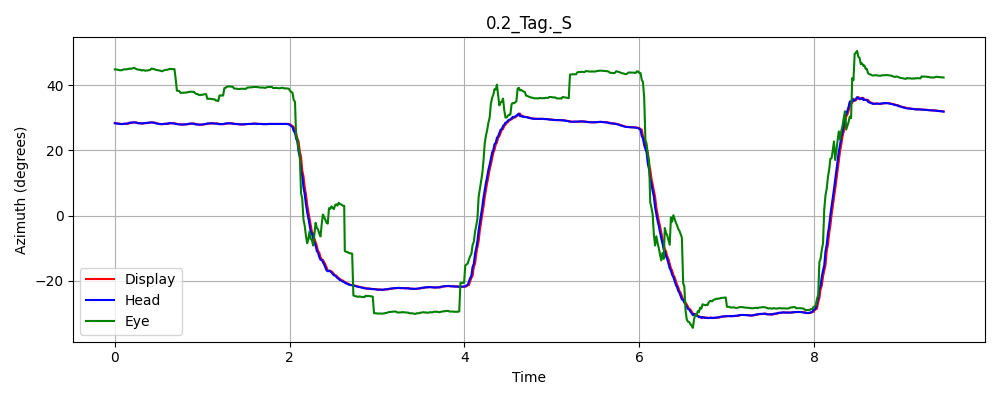 0.2_Tag._S
Azimuth (degrees)
40
20
0
−20
Display
Head
Eye
0 2 4 6 8
Time